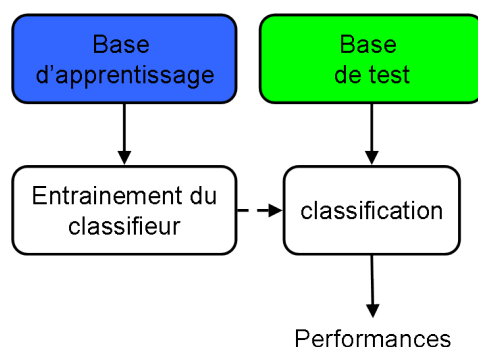 Base
d'apprentissage
Base
de test
Entrainement du
classifieur
classification
Performances